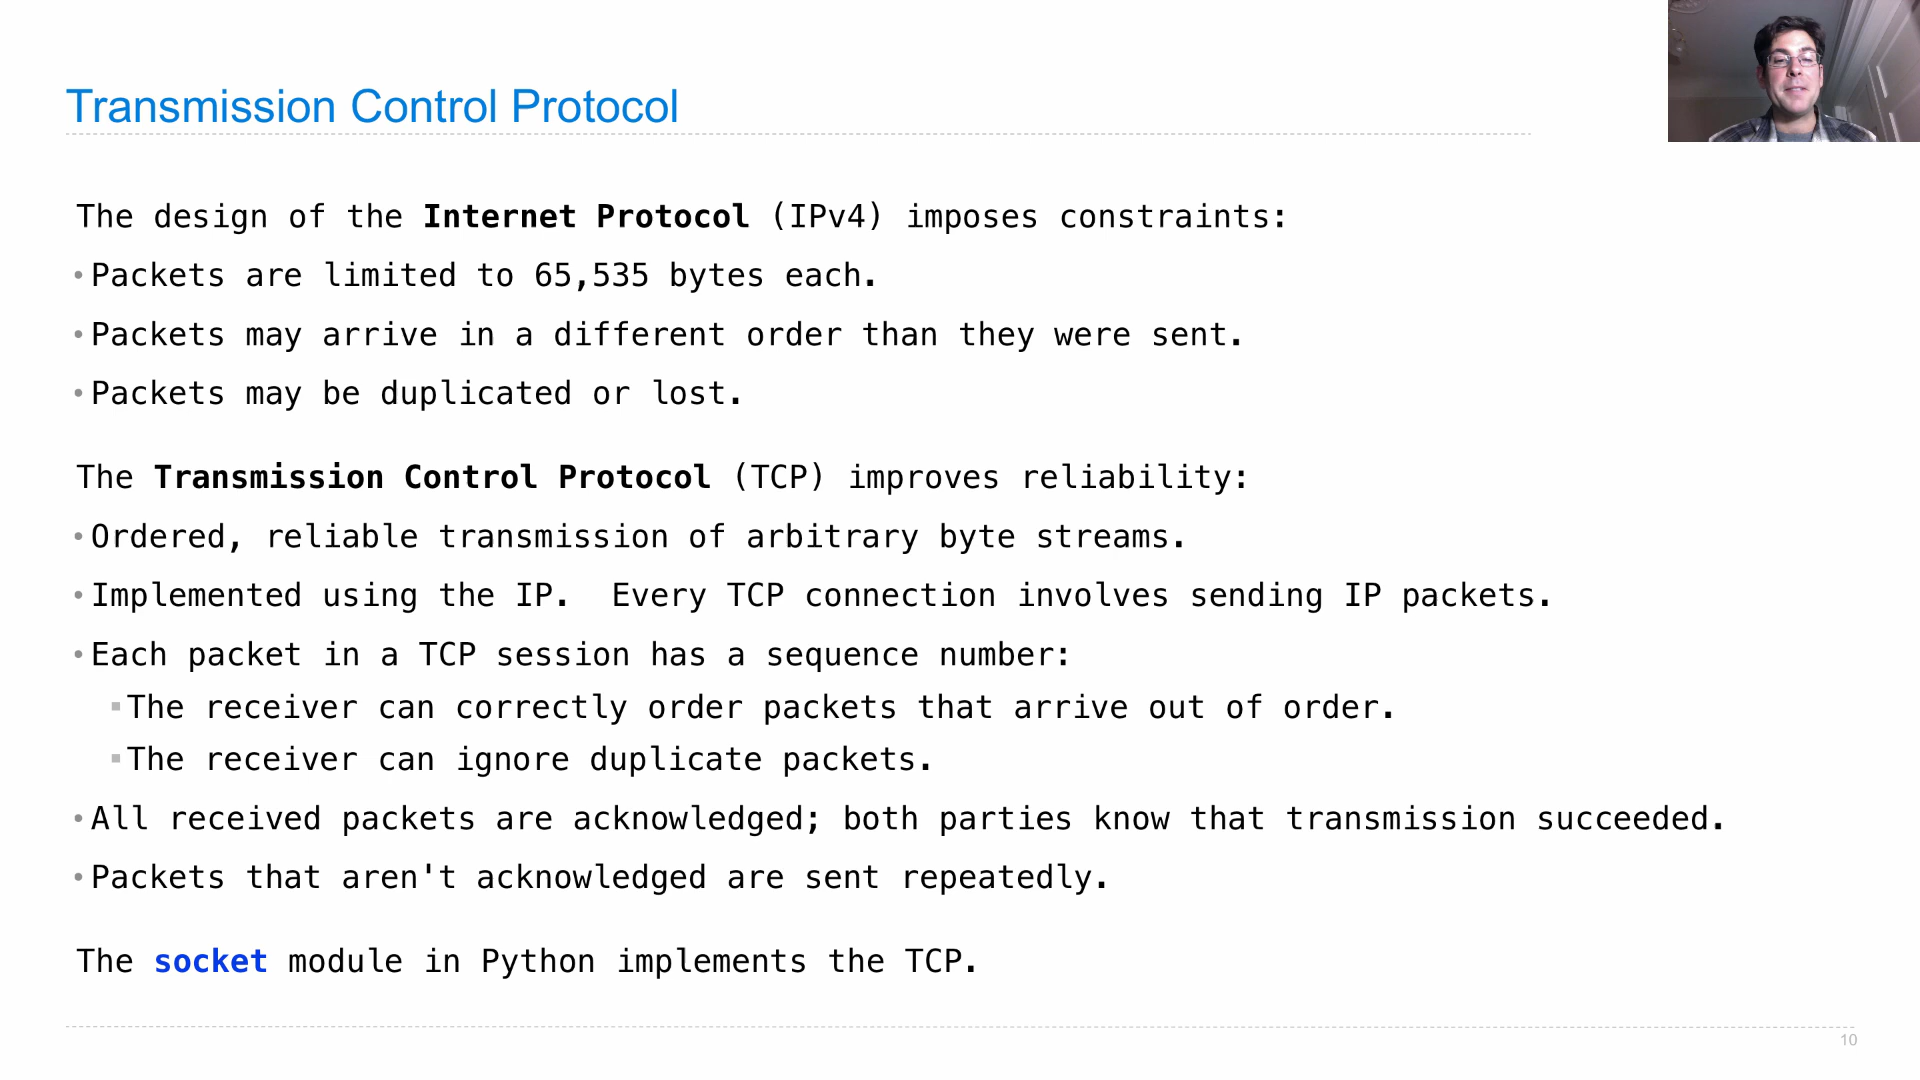 Transmission Control Protocol
The design of the Internet Protocol (IPv4) imposes constraints:
• Packets are limited to 65,535 bytes each.
• Packets may arrive in a different order than they were sent.
• Packets may be duplicated or lost.
The Transmission Control Protocol (TCP) improves reliability:
• Ordered, reliable transmission of arbitrary byte streams.
• Implemented using the IP.  Every TCP connection involves sending IP packets.
• Each packet in a TCP session has a sequence number:
▪ The receiver can correctly order packets that arrive out of order.
▪ The receiver can ignore duplicate packets.
• All received packets are acknowledged; both parties know that transmission succeeded.
• Packets that aren't acknowledged are sent repeatedly.
The socket module in Python implements the TCP.
10